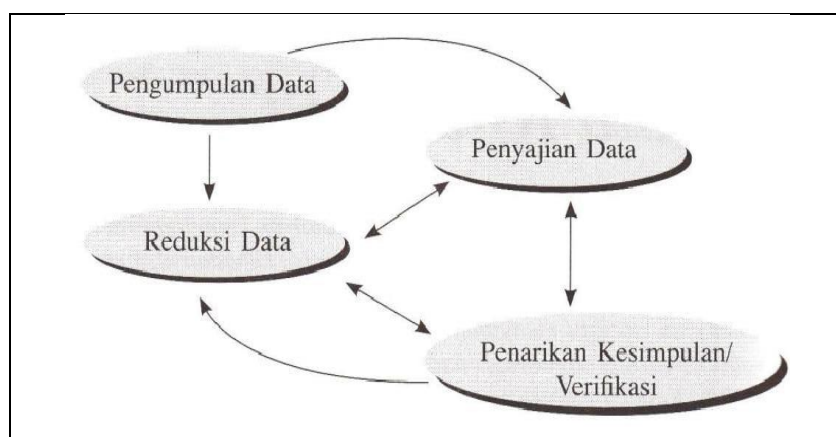 Pengumpulan Data
Penyajian Data
Reduksi Data
Penarikan Kesimpulan/
Verifikasi